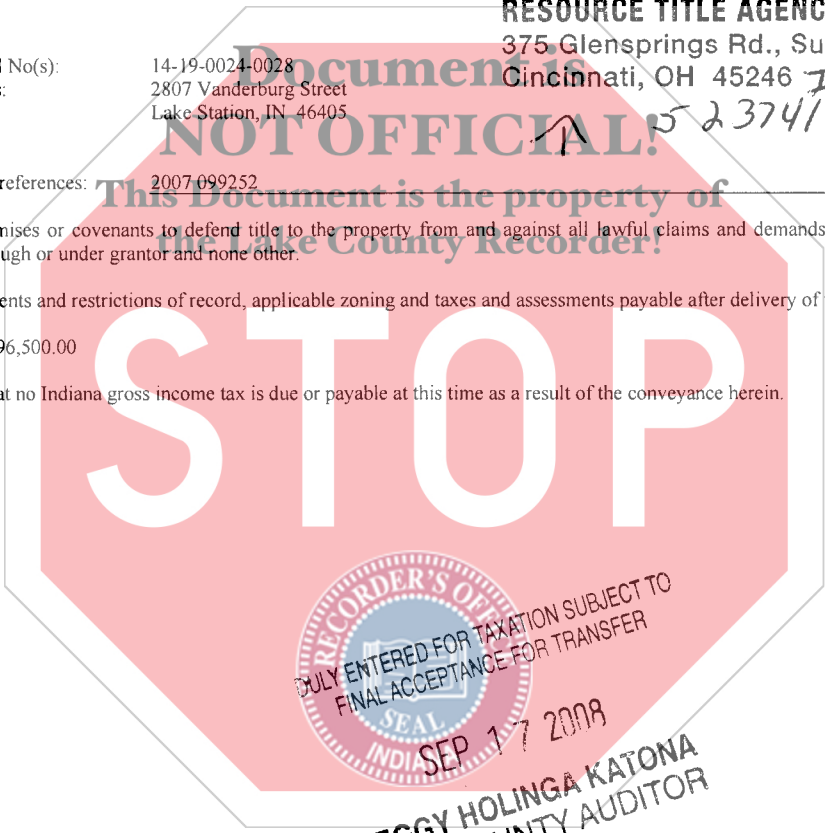 RESOURCE TITLE AGENC
375 Glensprings Rd., Su
Cincinnati, OH 45246
523741
No(s): 14-19-0024-0028
s: 2807 Vanderburg Street
Lake Station, IN 46405
Document is
NOT OFFICIAL!
references: 2007 099252
This Document is the property of
the Lake County Recorder!
mises or covenants to defend title to the property from and against all lawful claims and demands
ugh or under grantor and none other.
ents and restrictions of record, applicable zoning and taxes and assessments payable after delivery of
96,500.00
at no Indiana gross income tax is due or payable at this time as a result of the conveyance herein.
STOP
RECORDER'S OFFI
SEAL
INDIANA
DULY ENTERED FOR TAXATION SUBJECT TO
FINAL ACCEPTANCE FOR TRANSFER
SEP 17 2008
GGY HOLINGA KATONA
UNTY AUDITOR